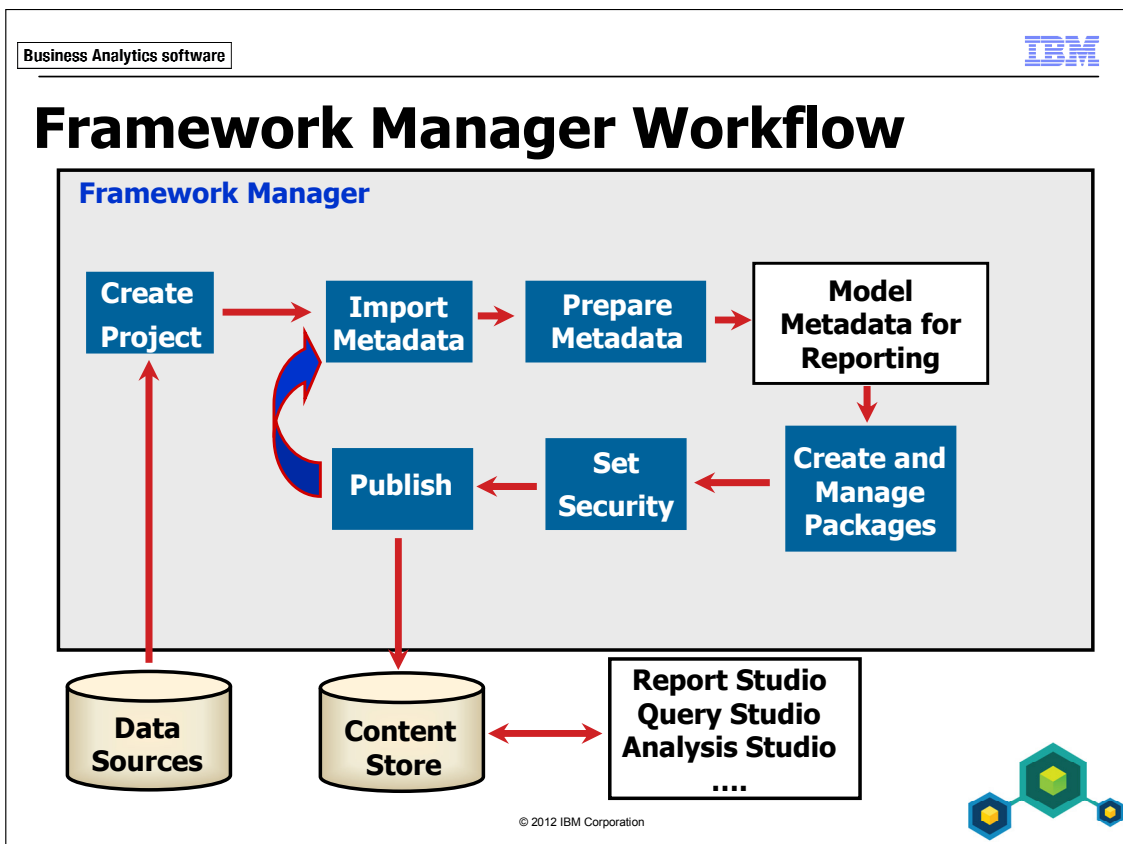 Business Analytics software
IBM
Framework Manager Workflow
Framework Manager
Create
Project
Import
Metadata
Prepare
Metadata
Model
Metadata for
Reporting
Publish
Set
Security
Create and
Manage
Packages
Data
Sources
Content
Store
Report Studio
Query Studio
Analysis Studio
....
© 2012 IBM Corporation